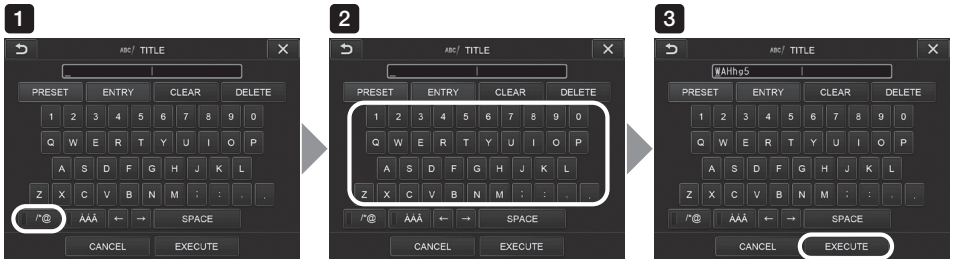 1
ABC/ TITLE
_
PRESET ENTRY CLEAR DELETE
1 2 3 4 5 6 7 8 9 0
Q W E R T Y U I O P
A S D F G H J K L
Z X C V B N M ; : , .
/*@ ÀÁÂ ← → SPACE
CANCEL EXECUTE
2
ABC/ TITLE
_
PRESET ENTRY CLEAR DELETE
1 2 3 4 5 6 7 8 9 0
Q W E R T Y U I O P
A S D F G H J K L
Z X C V B N M ; : , .
/*@ ÀÁÂ ← → SPACE
CANCEL EXECUTE
3
ABC/ TITLE
WAHhg5
PRESET ENTRY CLEAR DELETE
1 2 3 4 5 6 7 8 9 0
Q W E R T Y U I O P
A S D F G H J K L
Z X C V B N M ; : , .
/*@ ÀÁÂ ← → SPACE
CANCEL EXECUTE